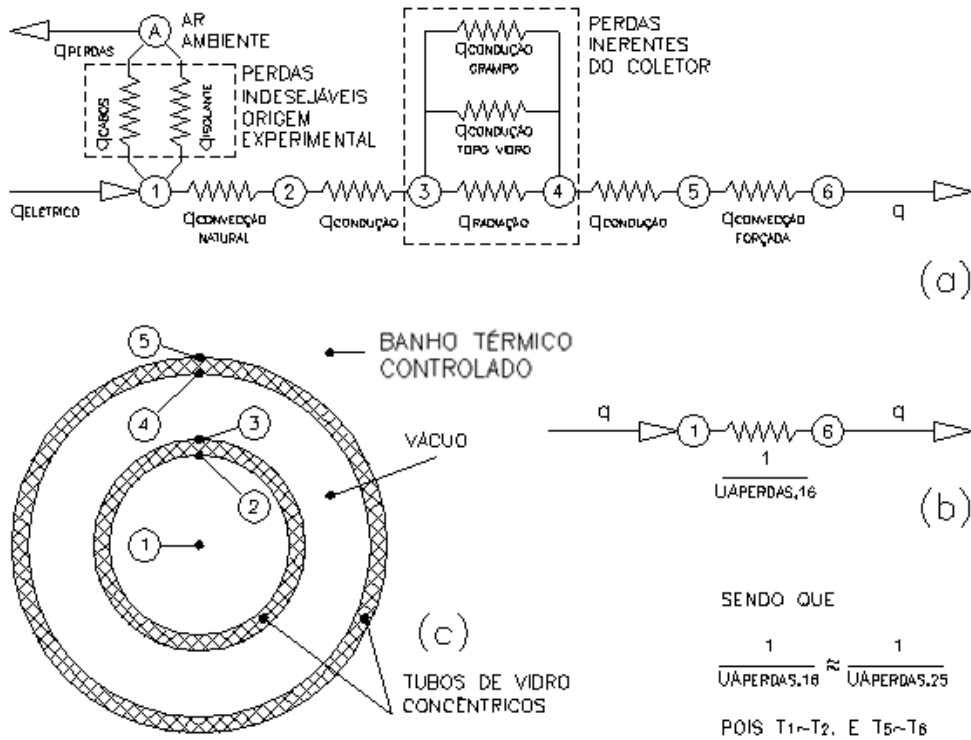 A
AR
AMBIENTE
qPERDAS
qCABOS
qISOLANTE
PERDAS
INDESEJÁVEIS
ORIGEM
EXPERIMENTAL
qCONDUÇÃO
GRAMPO
qCONDUÇÃO
TOPO VIDRO
PERDAS
INERENTES
DO COLETOR
1
2
3
4
5
6
qELÉTRICO
qCONVECÇÃO
NATURAL
qCONDUÇÃO
qRADIAÇÃO
qCONDUÇÃO
qCONVECÇÃO
FORÇADA
q
(a)
5
4
3
2
1
BANHO TÉRMICO
CONTROLADO
VÁCUO
(c)
TUBOS DE VIDRO
CONCÊNTRICOS
q
1
6
q
1
UAPERDAS,16
(b)
SENDO QUE
1
UAPERDAS,16
≈
1
UAPERDAS,25
POIS T1~T2, E T5~T6